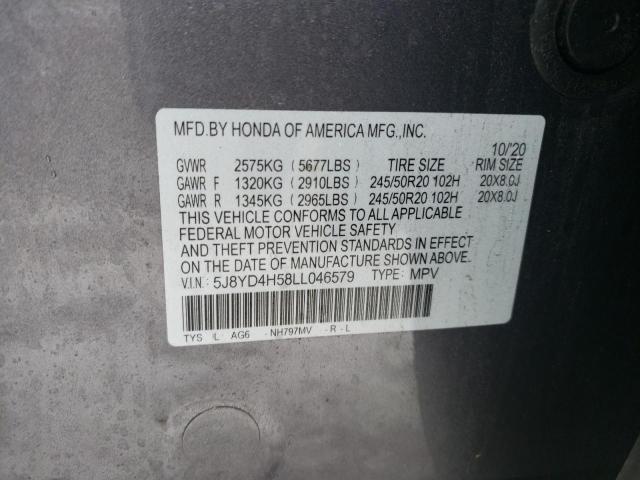 MFD.BY HONDA OF AMERICA MFG.,INC.
10/'20
GVWR 2575KG (5677LBS) TIRE SIZE RIM SIZE
GAWR F 1320KG (2910LBS) 245/50R20 102H 20X8.0J
GAWR R 1345KG (2965LBS) 245/50R20 102H 20X8.0J
THIS VEHICLE CONFORMS TO ALL APPLICABLE
FEDERAL MOTOR VEHICLE SAFETY
AND THEFT PREVENTION STANDARDS IN EFFECT
ON THE DATE OF MANUFACTURE SHOWN ABOVE.
V.I.N.: 5J8YD4H58LL046579 TYPE: MPV
TYS L AG6 -NH797MV -R-L